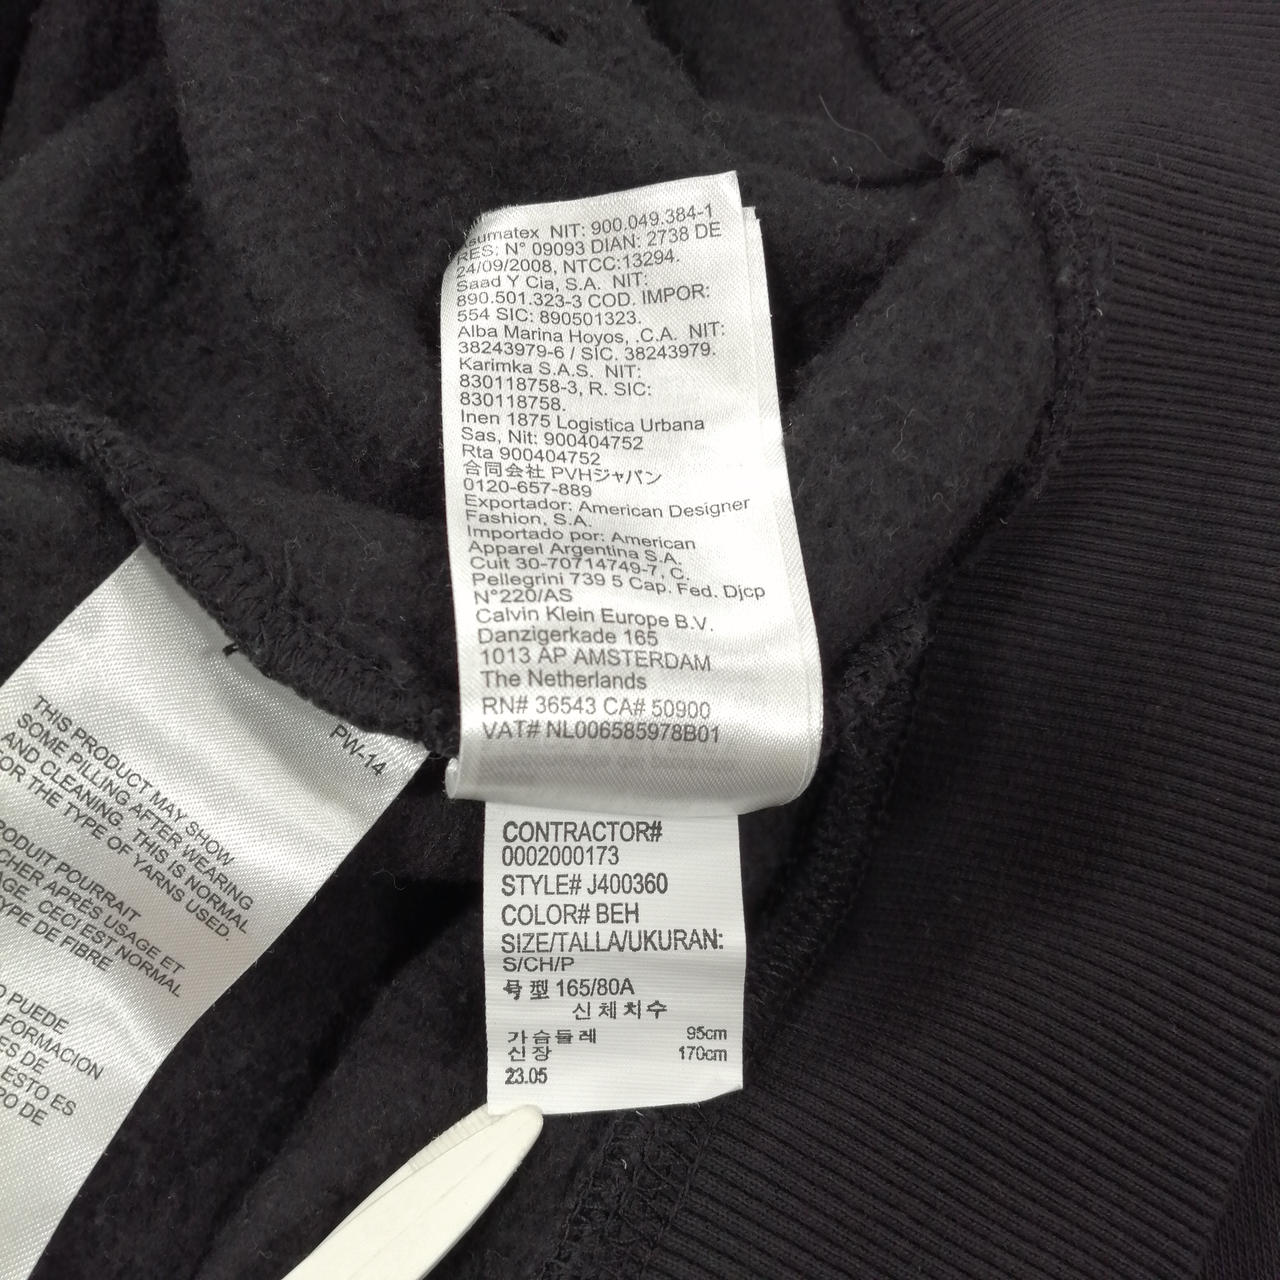 sumatex NIT: 900.049.384-1
RES: N° 09093 DIAN: 2738 DE
24/09/2008, NTCC:13294.
Saad Y Cia, S.A. NIT:
890.501.323-3 COD. IMPOR:
554 SIC: 890501323.
Alba Marina Hoyos, .C.A. NIT:
38243979-6 / SIC. 38243979.
Karimka S.A.S. NIT:
830118758-3, R. SIC:
830118758.
Inen 1875 Logistica Urbana
Sas, Nit: 900404752
Rta 900404752
合同会社 PVHジャパン
0120-657-889
Exportador: American Designer
Fashion, S.A.
Importado por: American
Apparel Argentina S.A.
Cuit 30-70714749-7, C.
Pellegrini 739 5 Cap. Fed. Djcp
N°220/AS
Calvin Klein Europe B.V.
Danzigerkade 165
1013 AP AMSTERDAM
The Netherlands
RN# 36543 CA# 50900
VAT# NL006585978B01
CONTRACTOR#
0002000173
STYLE# J400360
COLOR# BEH
SIZE/TALLA/UKURAN:
S/CH/P
号型 165/80A
신체치수
가슴둘레 95cm
신장 170cm
23.05
PW-14
THIS PRODUCT MAY SHOW
SOME PILLING AFTER WEARING
AND CLEANING. THIS IS NORMAL
FOR THE TYPE OF YARNS USED.
ODUIT POURRAIT
CHER APRÈS USAGE ET
AGE. CECI EST NORMAL
TYPE DE FIBRE
O PUEDE
FORMACION
ES DE
ESTO ES
PO DE